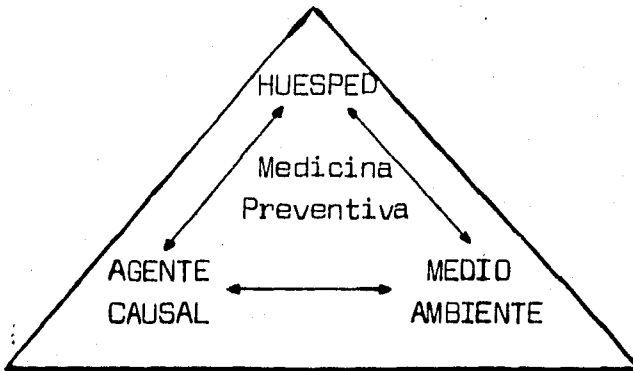 HUESPED
Medicina
Preventiva
AGENTE
CAUSAL
MEDIO
AMBIENTE